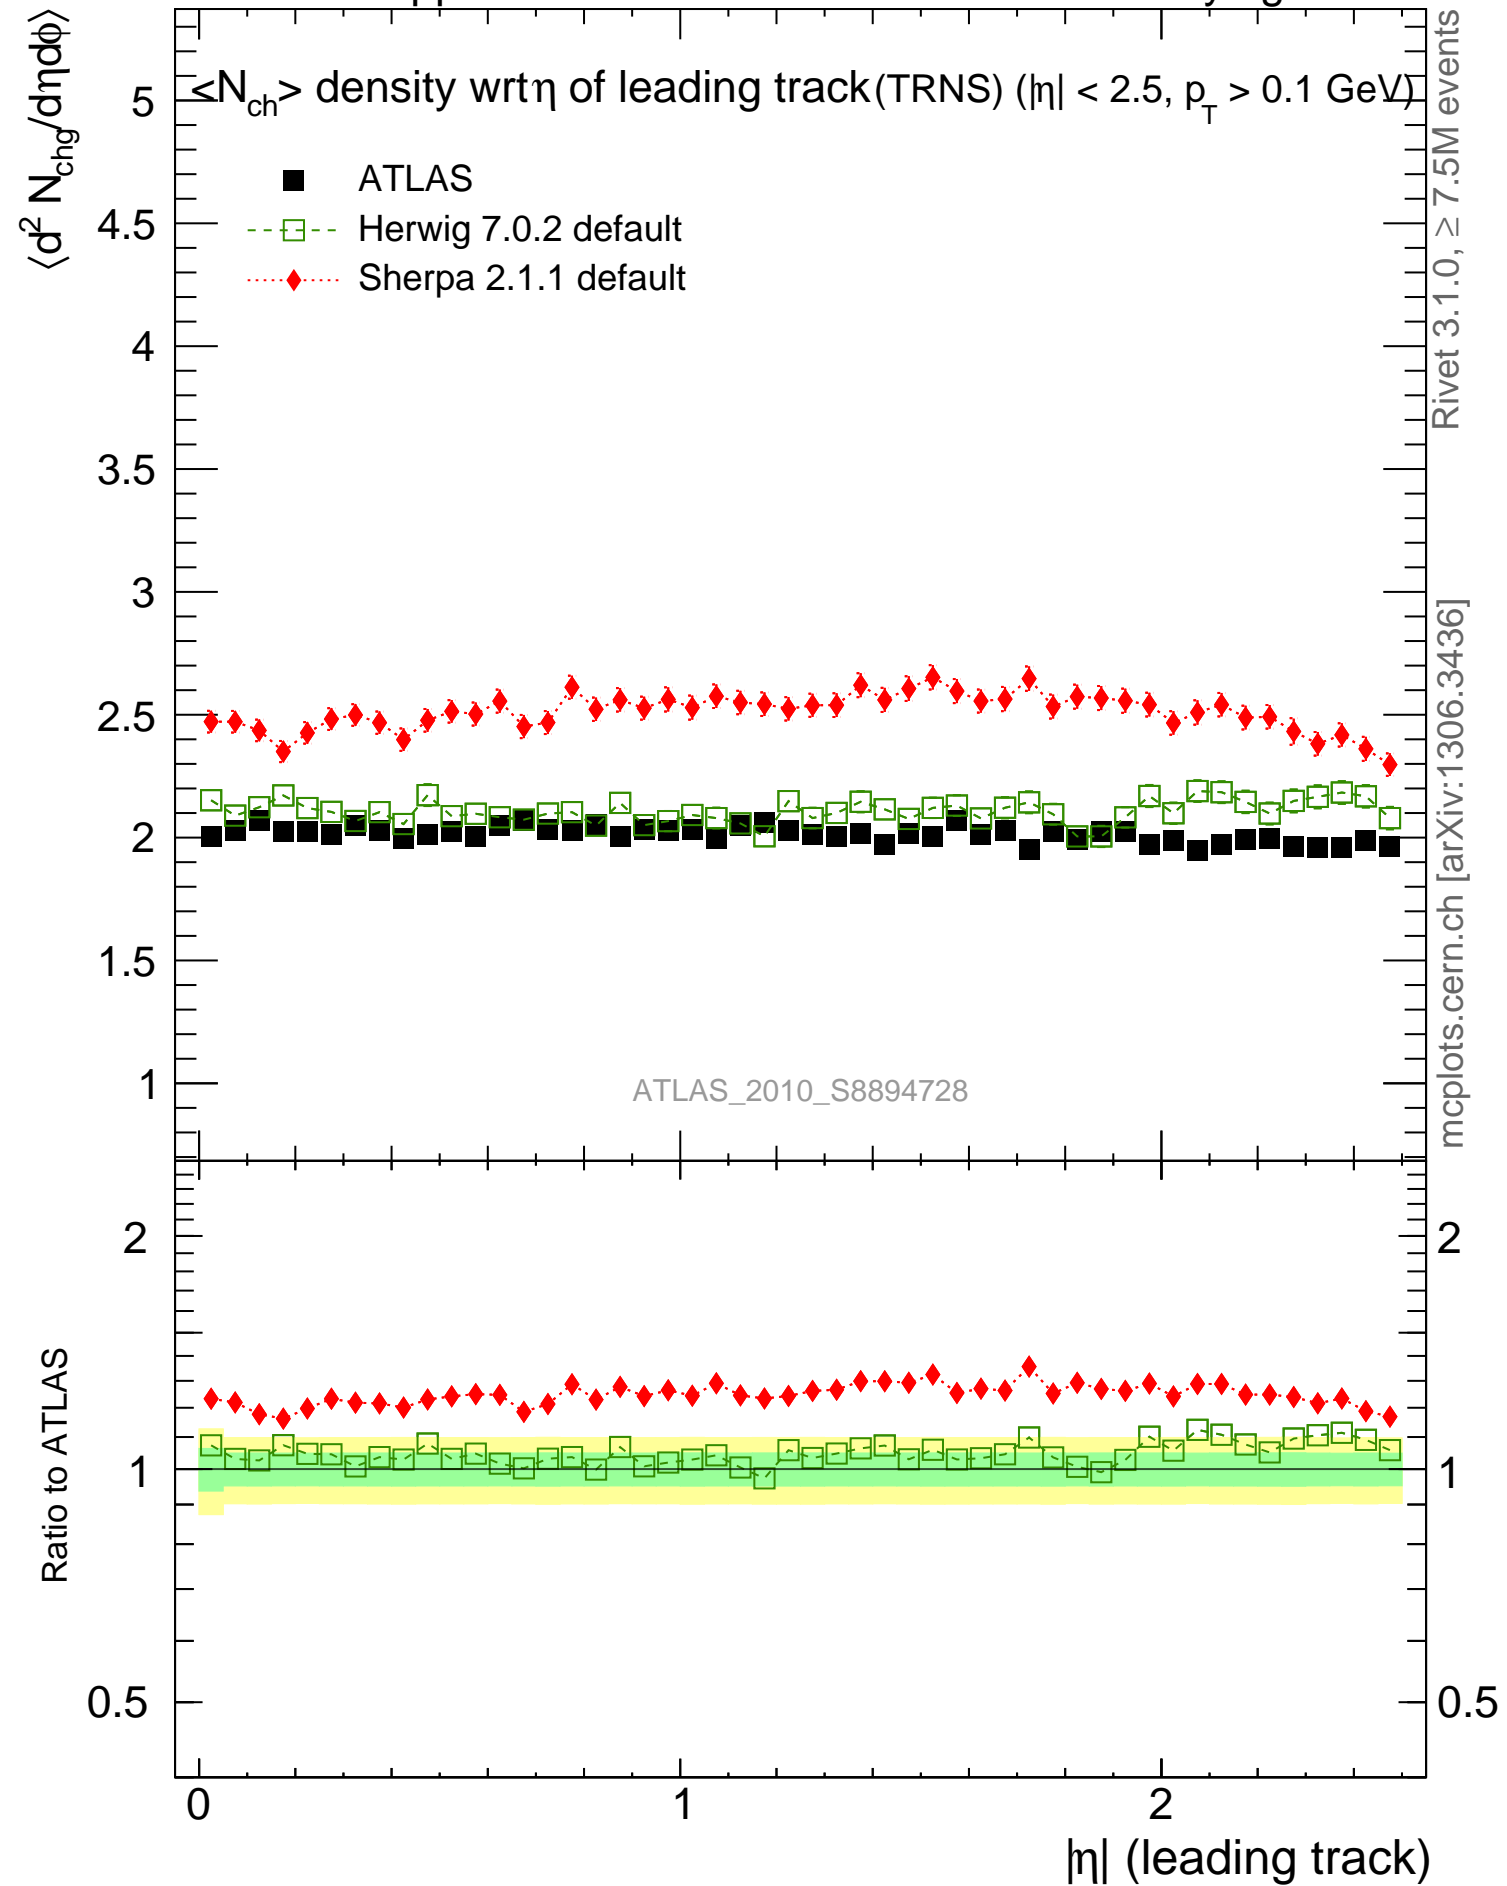 <N_ch> density wrt η of leading track (TRNS) (|η| < 2.5, p_T > 0.1 GeV)
⟨d² N_chg/dηdϕ⟩
ATLAS
Herwig 7.0.2 default
Sherpa 2.1.1 default
5
4.5
4
3.5
3
2.5
2
1.5
1
ATLAS_2010_S8894728
Rivet 3.1.0, ≥ 7.5M events
mcplots.cern.ch [arXiv:1306.3436]
Ratio to ATLAS
2
1
0.5
2
1
0.5
0
1
2
|η| (leading track)